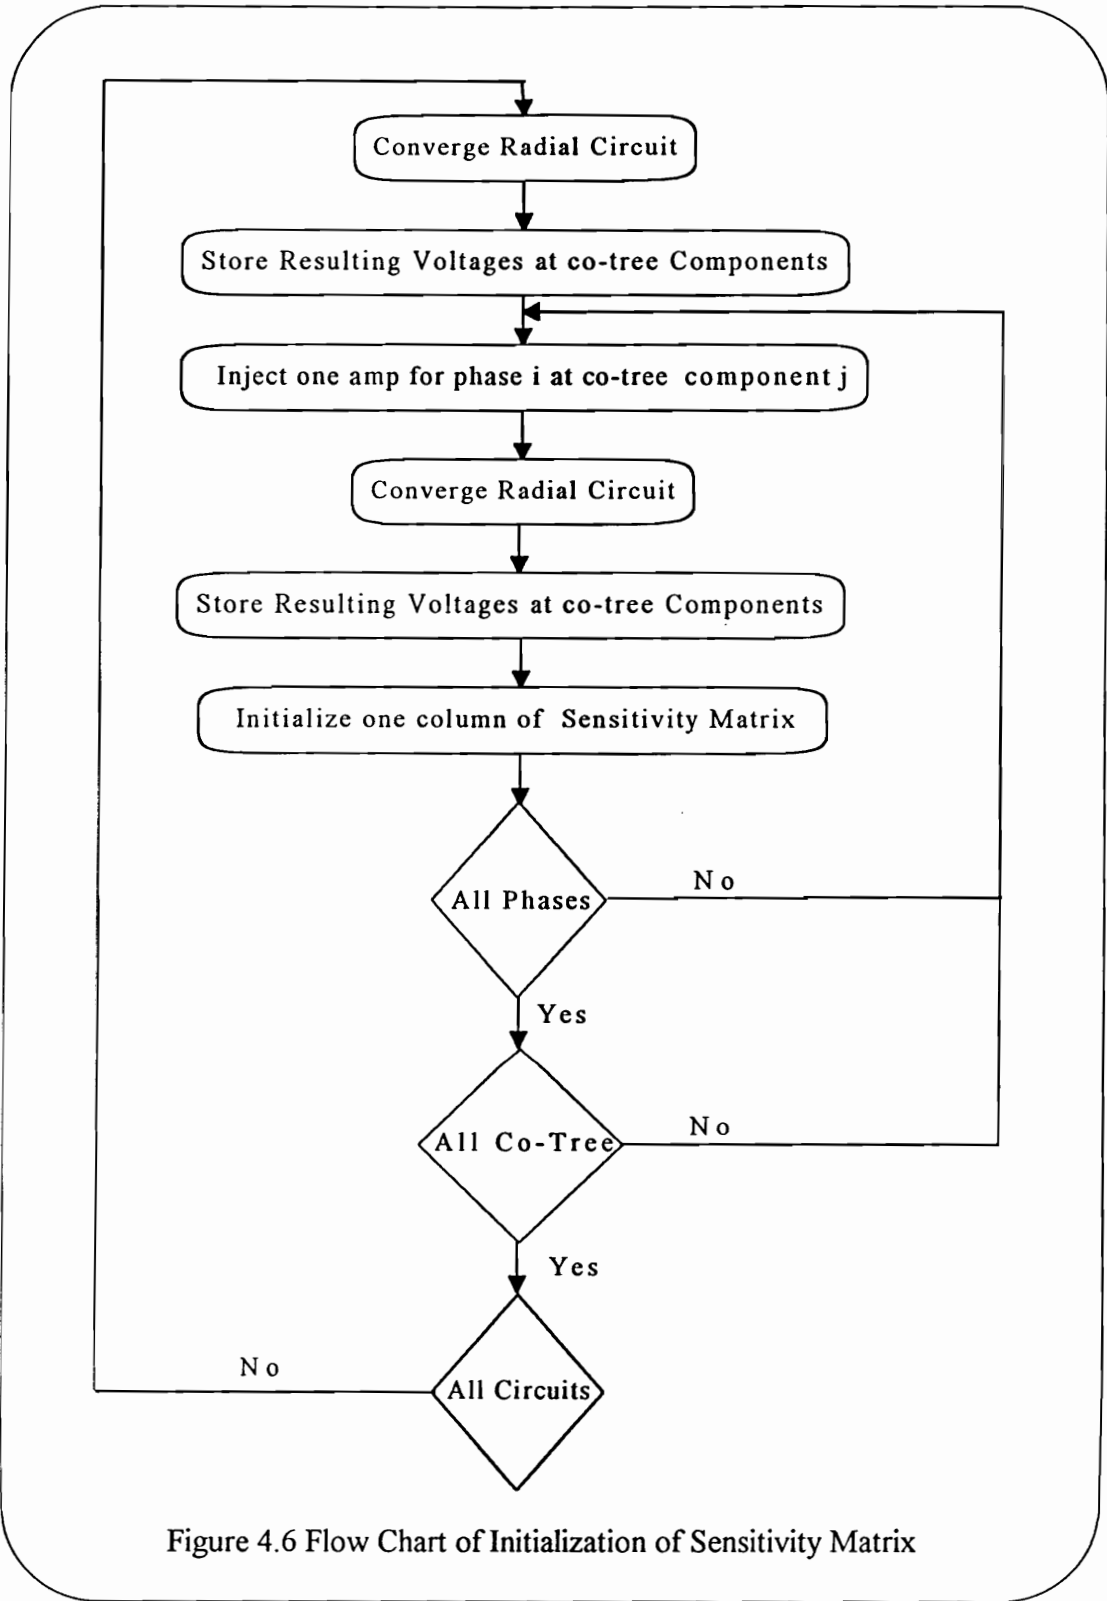 Converge Radial Circuit
Store Resulting Voltages at co-tree Components
Inject one amp for phase i at co-tree component j
Converge Radial Circuit
Store Resulting Voltages at co-tree Components
Initialize one column of Sensitivity Matrix
All Phases
No
Yes
All Co-Tree
No
Yes
No
All Circuits
Figure 4.6 Flow Chart of Initialization of Sensitivity Matrix